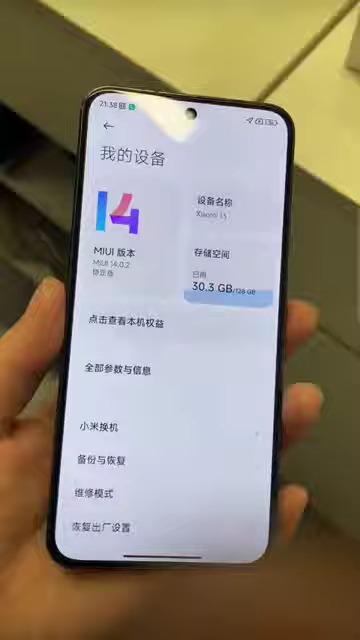 21:38
我的设备
14
MIUI 版本
MIUI 14.0.2
稳定版
设备名称
Xiaomi 13
存储空间
已用
30.3 GB/128 GB
点击查看本机权益
全部参数与信息
小米换机
备份与恢复
维修模式
恢复出厂设置